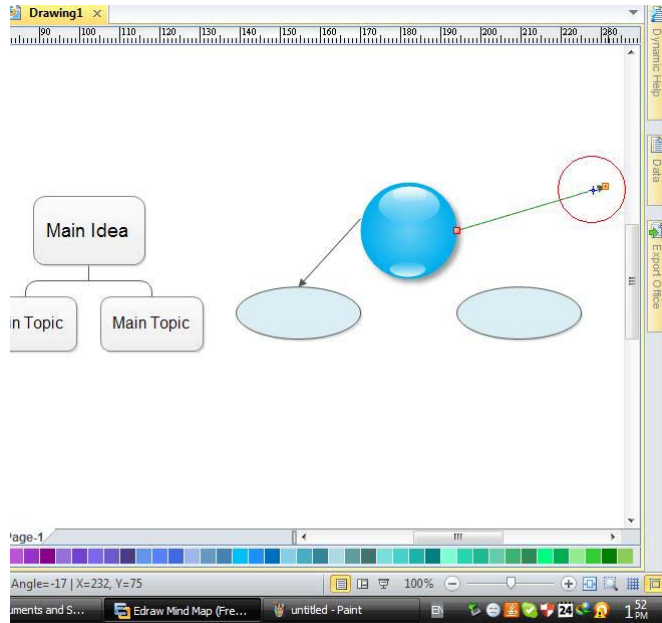 Drawing1
90 100 110 120 130 140 150 160 170 180 190 200 210 220
Dynamic Help
Data
Export Office
Main Idea
n Topic
Main Topic
Page-1
Angle=-17 | X=232, Y=75
100%
uments and S...
Edraw Mind Map (Fre...
untitled - Paint
EN
24
1 52 PM